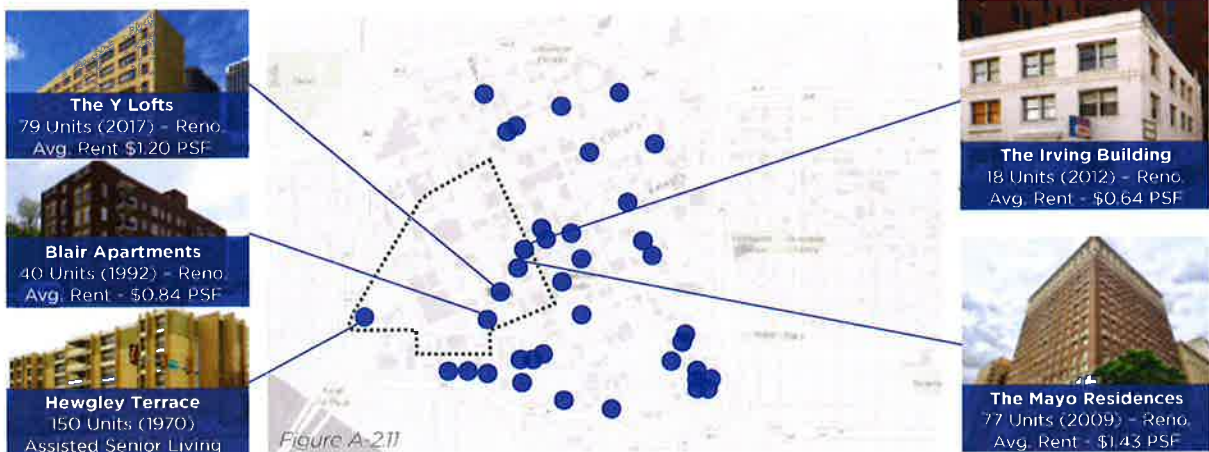 The Y Lofts
79 Units (2017) - Reno.
Avg. Rent $1.20 PSF
Blair Apartments
40 Units (1992) - Reno.
Avg. Rent - $0.84 PSF
Hewgley Terrace
150 Units (1970)
Assisted Senior Living
Figure A-2.11
The Irving Building
18 Units (2012) - Reno.
Avg. Rent - $0.64 PSF
The Mayo Residences
77 Units (2009) - Reno.
Avg. Rent - $1.43 PSF